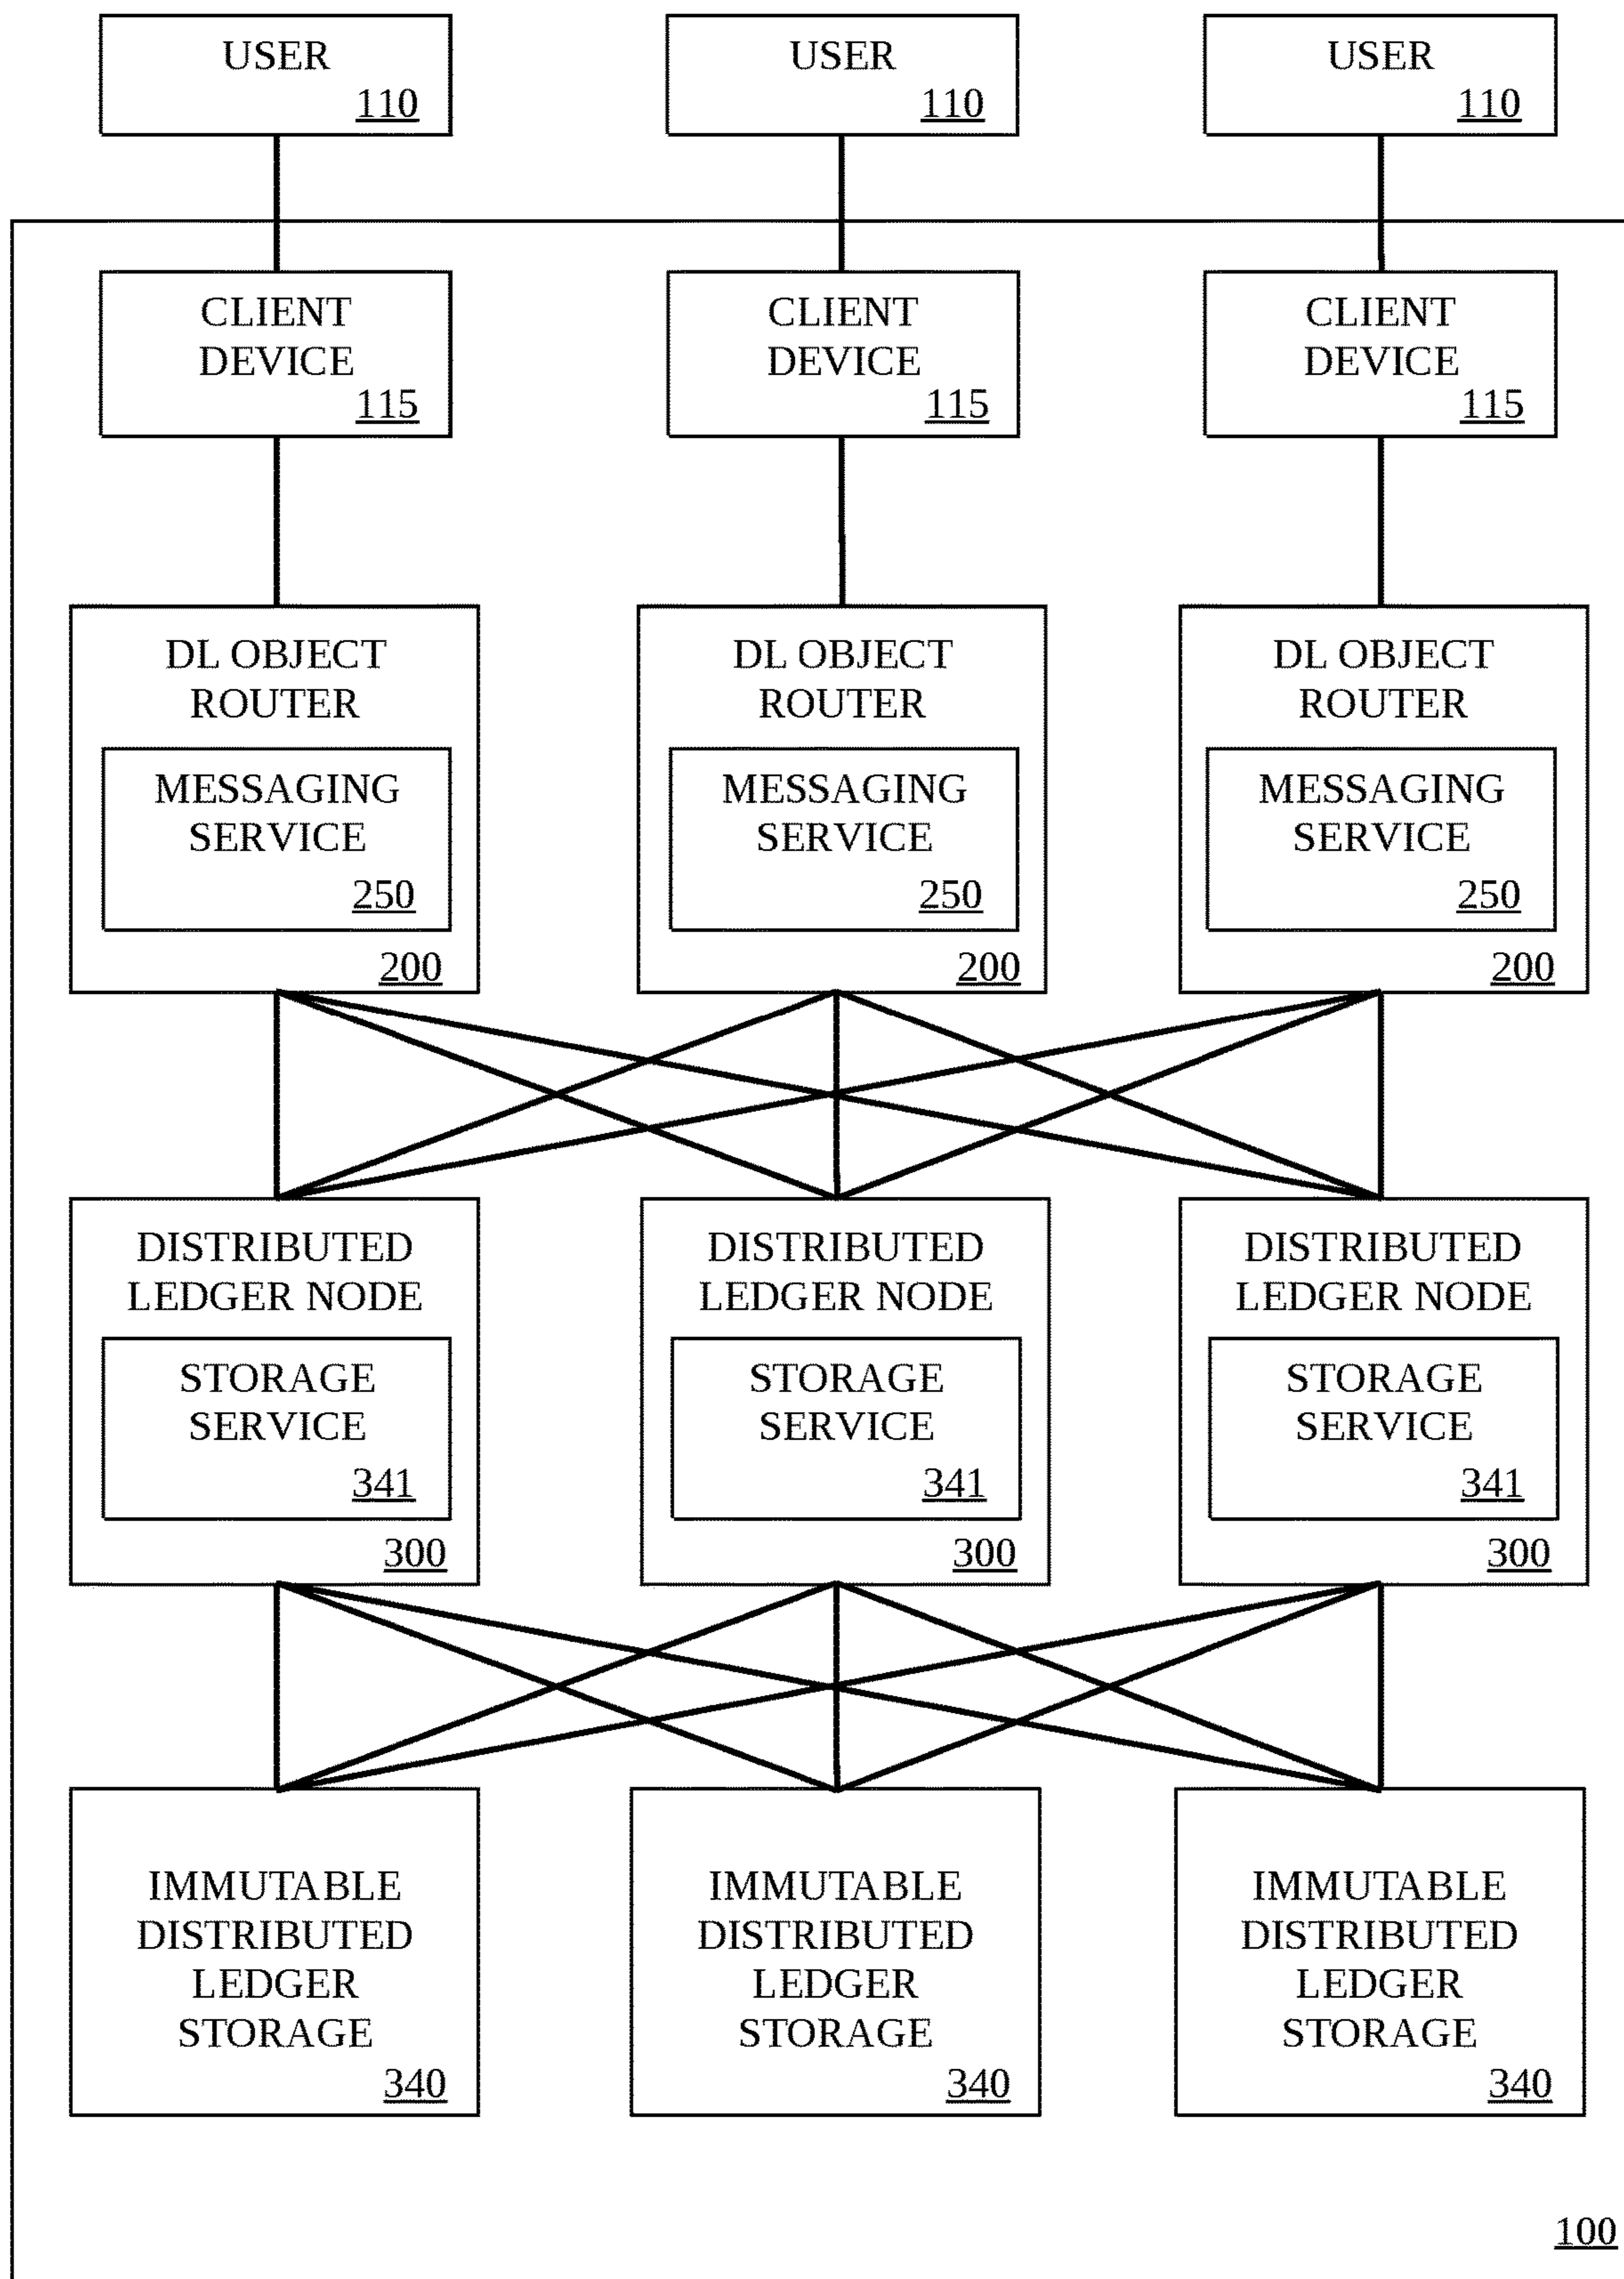 USER
110
USER
110
USER
110
CLIENT
DEVICE
115
CLIENT
DEVICE
115
CLIENT
DEVICE
115
DL OBJECT
ROUTER
MESSAGING
SERVICE
250
200
DL OBJECT
ROUTER
MESSAGING
SERVICE
250
200
DL OBJECT
ROUTER
MESSAGING
SERVICE
250
200
DISTRIBUTED
LEDGER NODE
STORAGE
SERVICE
341
300
DISTRIBUTED
LEDGER NODE
STORAGE
SERVICE
341
300
DISTRIBUTED
LEDGER NODE
STORAGE
SERVICE
341
300
IMMUTABLE
DISTRIBUTED
LEDGER
STORAGE
340
IMMUTABLE
DISTRIBUTED
LEDGER
STORAGE
340
IMMUTABLE
DISTRIBUTED
LEDGER
STORAGE
340
100